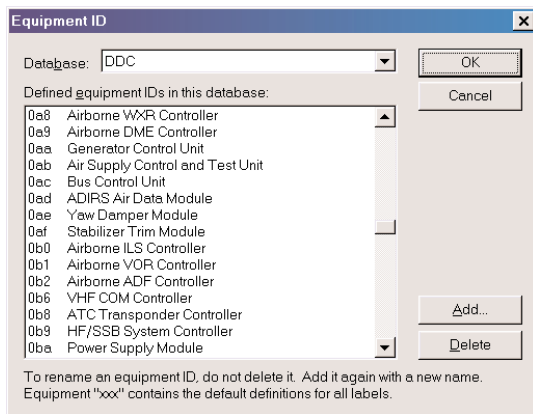 Equipment ID
Database: DDC
OK
Defined equipment IDs in this database:
Cancel
0a8 Airborne WXR Controller
0a9 Airborne DME Controller
0aa Generator Control Unit
0ab Air Supply Control and Test Unit
0ac Bus Control Unit
0ad ADIRS Air Data Module
0ae Yaw Damper Module
0af Stabilizer Trim Module
0b0 Airborne ILS Controller
0b1 Airborne VOR Controller
0b2 Airborne ADF Controller
0b6 VHF COM Controller
0b8 ATC Transponder Controller
0b9 HF/SSB System Controller
0ba Power Supply Module
Add...
Delete
To rename an equipment ID, do not delete it. Add it again with a new name.
Equipment "xxx" contains the default definitions for all labels.